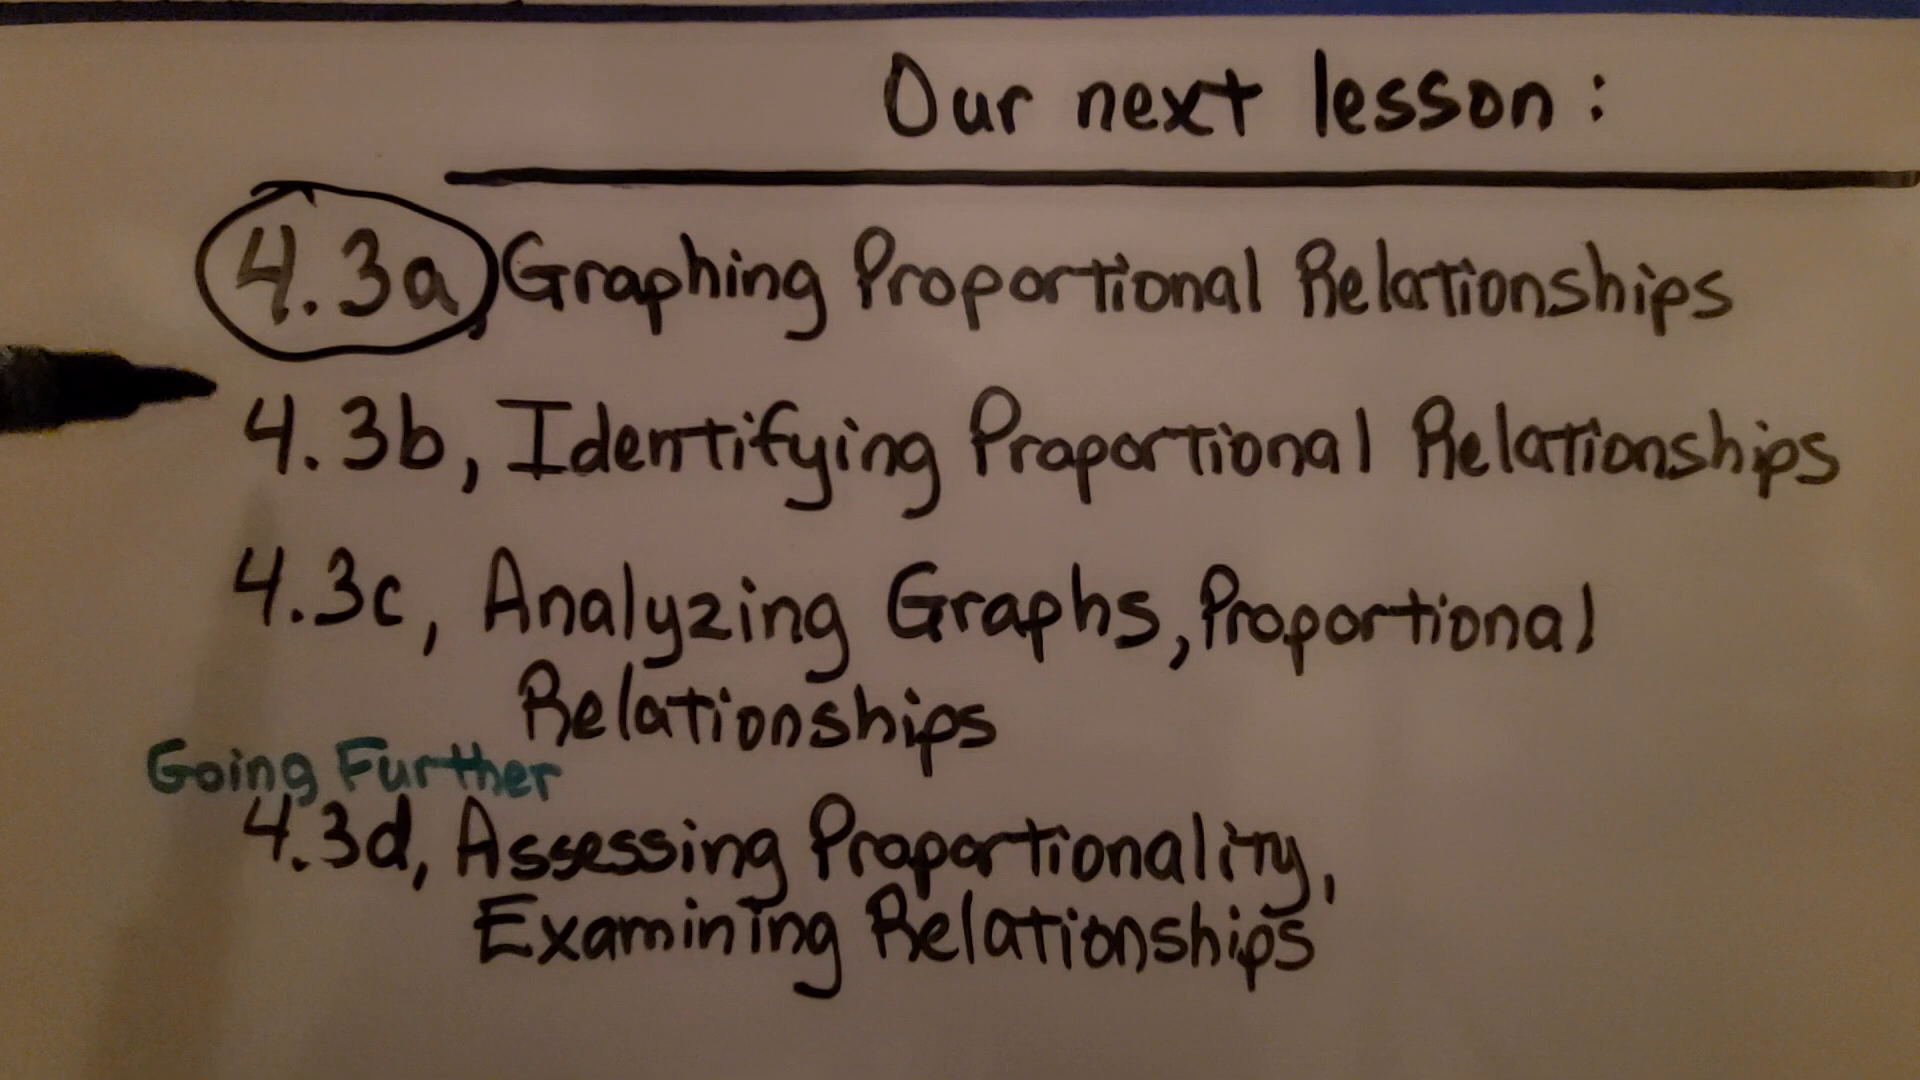 Our next lesson:
4.3a, Graphing Proportional Relationships
4.3b, Identifying Proportional Relationships
4.3c, Analyzing Graphs, Proportional
Relationships
Going Further
4.3d, Assessing Proportionality,
Examining Relationships